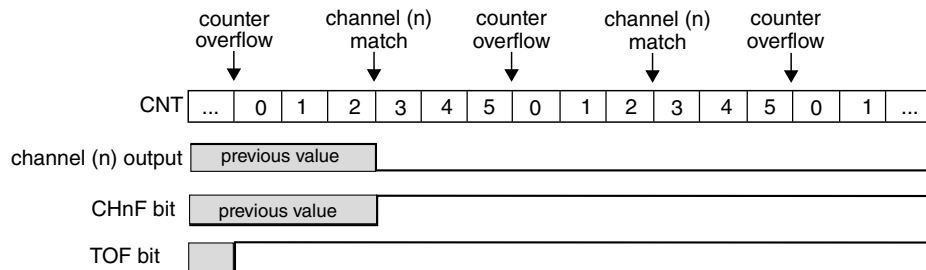 counter
overflow
channel (n)
match
counter
overflow
channel (n)
match
counter
overflow
CNT ... 0 1 2 3 4 5 0 1 2 3 4 5 0 1 ...
channel (n) output previous value
CHnF bit previous value
TOF bit